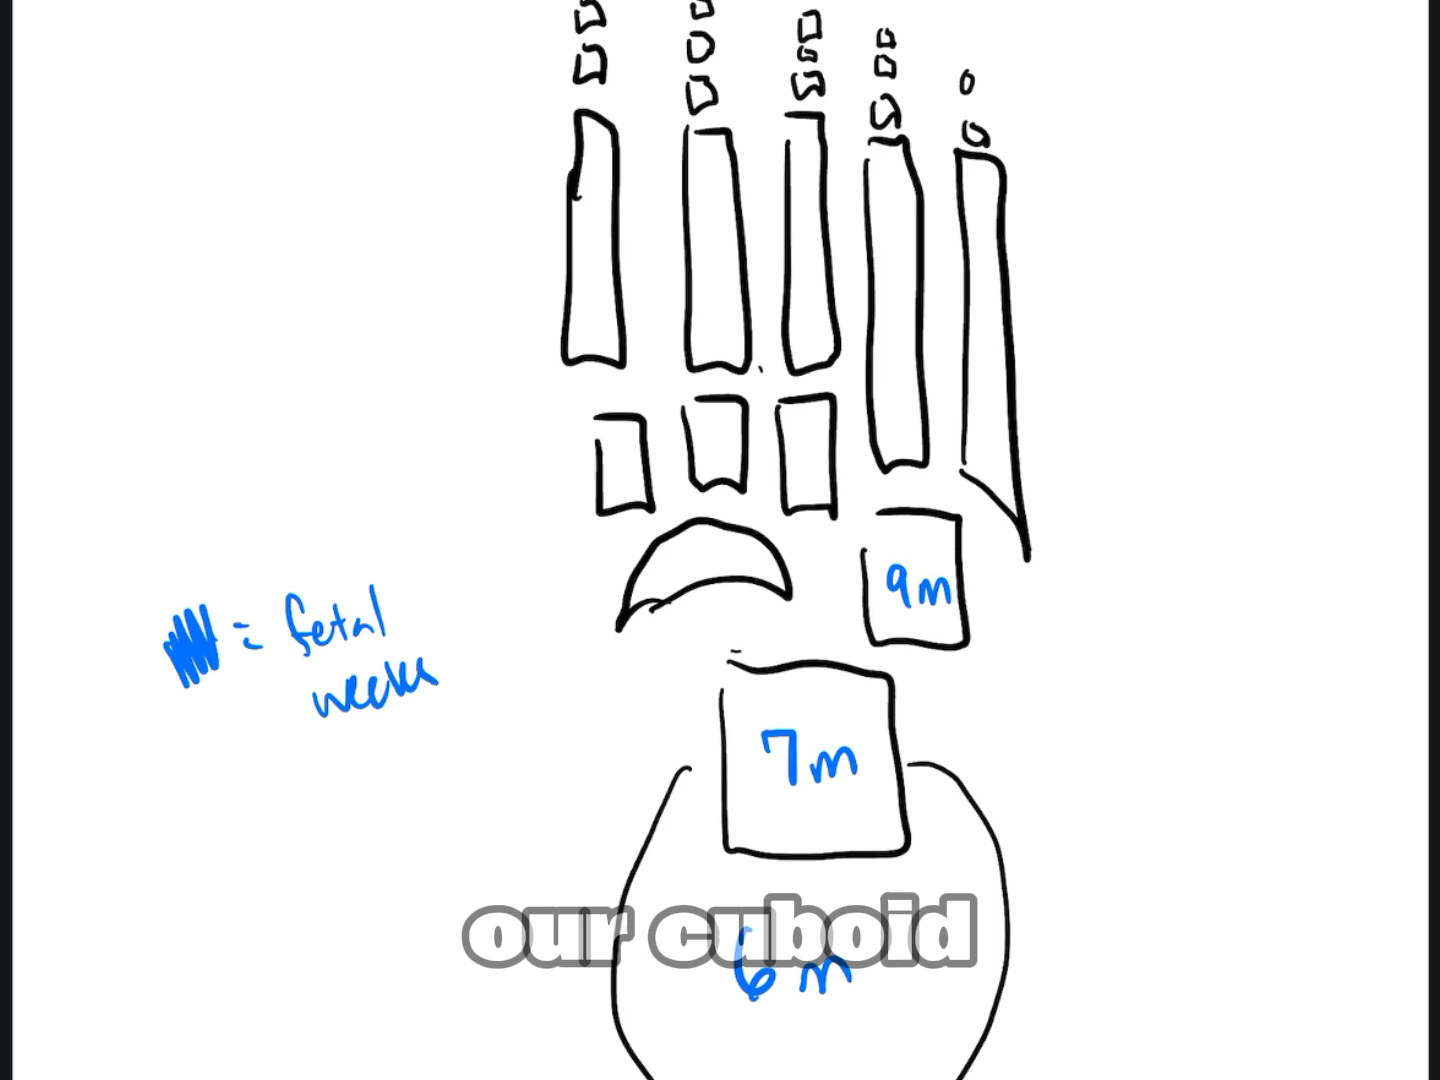 9m
= fetal
weeks
7m
our cuboid
6m